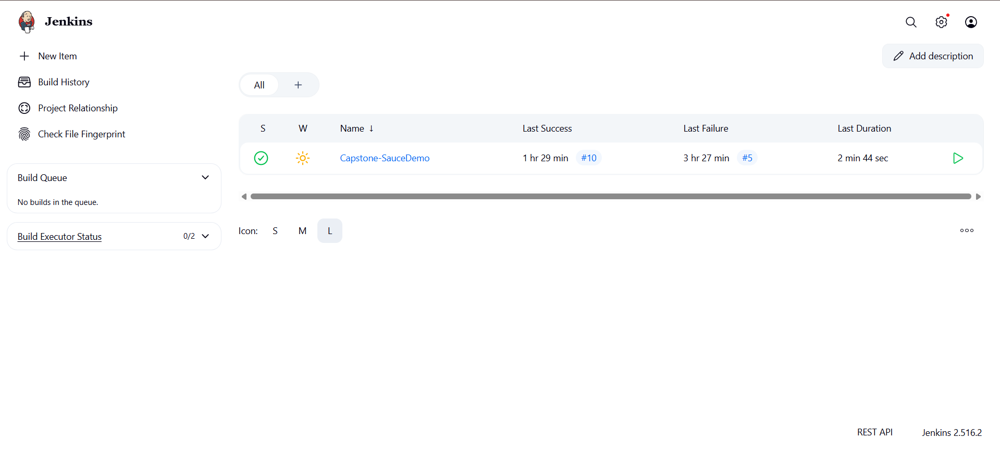 Jenkins
New Item
Build History
Project Relationship
Check File Fingerprint
Build Queue
No builds in the queue.
Build Executor Status 0/2
Add description
All +
S W Name ↓ Last Success Last Failure Last Duration
Capstone-SauceDemo 1 hr 29 min #10 3 hr 27 min #5 2 min 44 sec
Icon: S M L
REST API Jenkins 2.516.2